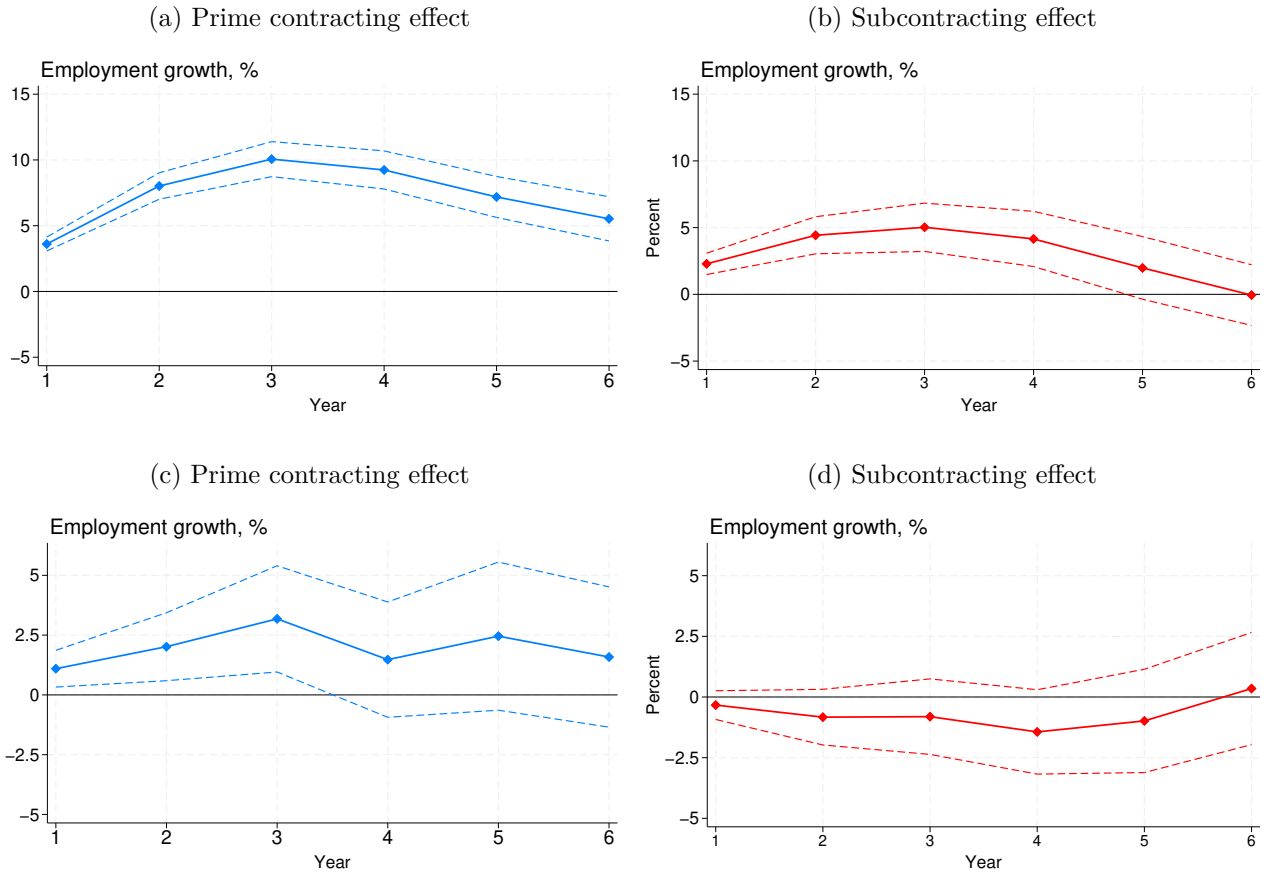 (a) Prime contracting effect
Employment growth, %
15
10
5
0
−5
1 2 3 4 5 6
Year
(b) Subcontracting effect
Employment growth, %
Percent
15
10
5
0
−5
1 2 3 4 5 6
Year
(c) Prime contracting effect
Employment growth, %
5
2.5
0
−2.5
−5
1 2 3 4 5 6
Year
(d) Subcontracting effect
Employment growth, %
Percent
5
2.5
0
−2.5
−5
1 2 3 4 5 6
Year